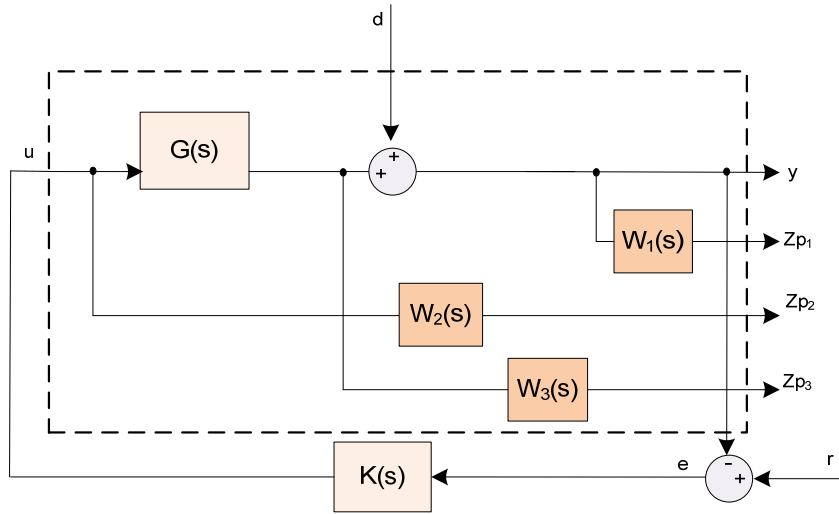 d
u
G(s)
+
+
y
W₁(s)
Zp₁
W₂(s)
Zp₂
W₃(s)
Zp₃
K(s)
e
-
+
r